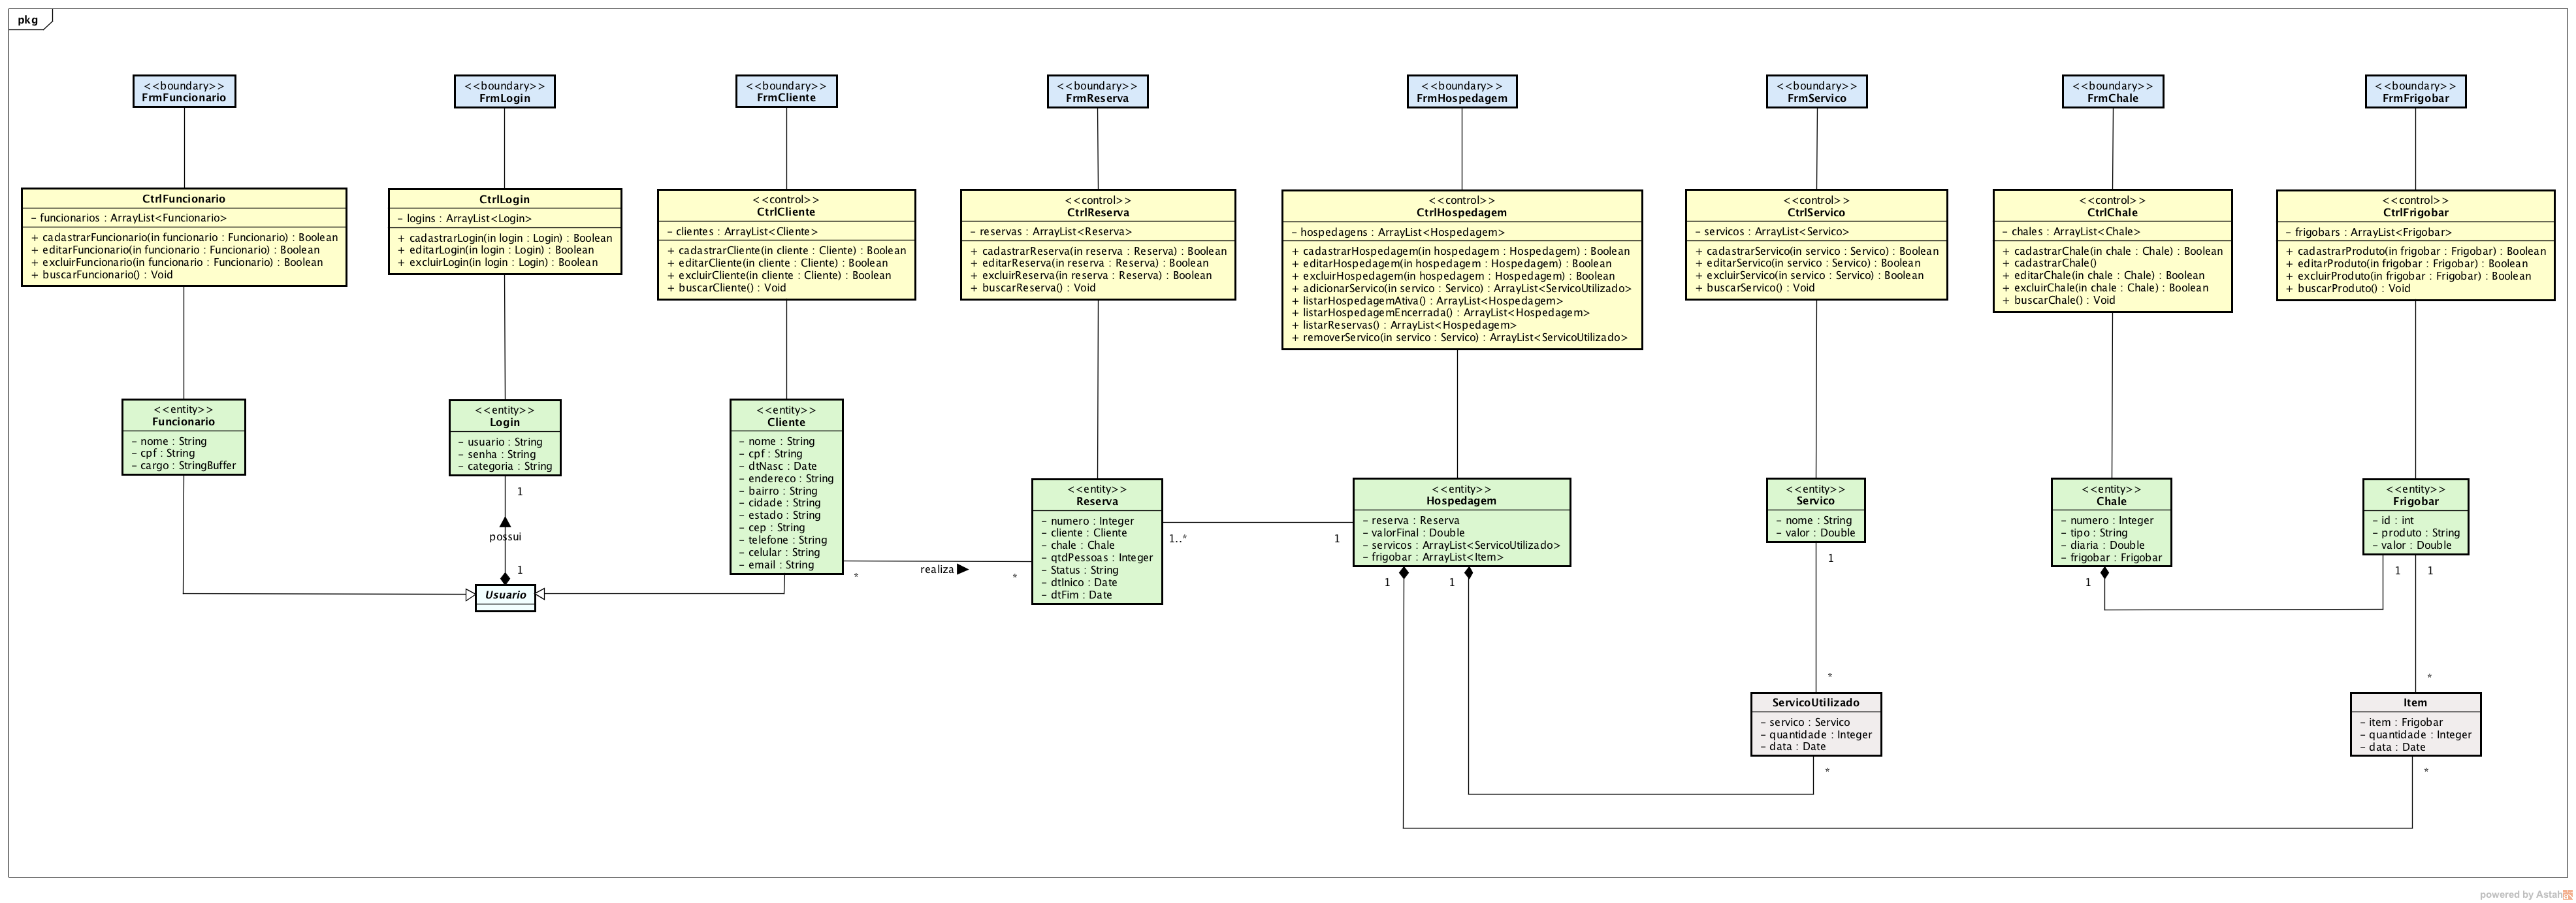 pkg
<<boundary>>
FrmFuncionario
<<boundary>>
FrmLogin
<<boundary>>
FrmCliente
<<boundary>>
FrmReserva
<<boundary>>
FrmHospedagem
<<boundary>>
FrmServico
<<boundary>>
FrmChale
<<boundary>>
FrmFrigobar
CtrlFuncionario
- funcionarios : ArrayList<Funcionario>
+ cadastrarFuncionario(in funcionario : Funcionario) : Boolean
+ editarFuncionario(in funcionario : Funcionario) : Boolean
+ excluirFuncionario(in funcionario : Funcionario) : Boolean
+ buscarFuncionario() : Void
CtrlLogin
- logins : ArrayList<Login>
+ cadastrarLogin(in login : Login) : Boolean
+ editarLogin(in login : Login) : Boolean
+ excluirLogin(in login : Login) : Boolean
<<control>>
CtrlCliente
- clientes : ArrayList<Cliente>
+ cadastrarCliente(in cliente : Cliente) : Boolean
+ editarCliente(in cliente : Cliente) : Boolean
+ excluirCliente(in cliente : Cliente) : Boolean
+ buscarCliente() : Void
<<control>>
CtrlReserva
- reservas : ArrayList<Reserva>
+ cadastrarReserva(in reserva : Reserva) : Boolean
+ editarReserva(in reserva : Reserva) : Boolean
+ excluirReserva(in reserva : Reserva) : Boolean
+ buscarReserva() : Void
<<control>>
CtrlHospedagem
- hospedagens : ArrayList<Hospedagem>
+ cadastrarHospedagem(in hospedagem : Hospedagem) : Boolean
+ editarHospedagem(in hospedagem : Hospedagem) : Boolean
+ excluirHospedagem(in hospedagem : Hospedagem) : Boolean
+ adicionarServico(in servico : Servico) : ArrayList<ServicoUtilizado>
+ listarHospedagemAtiva() : ArrayList<Hospedagem>
+ listarHospedagemEncerrada() : ArrayList<Hospedagem>
+ listarReservas() : ArrayList<Hospedagem>
+ removerServico(in servico : Servico) : ArrayList<ServicoUtilizado>
<<control>>
CtrlServico
- servicos : ArrayList<Servico>
+ cadastrarServico(in servico : Servico) : Boolean
+ editarServico(in servico : Servico) : Boolean
+ excluirServico(in servico : Servico) : Boolean
+ buscarServico() : Void
<<control>>
CtrlChale
- chales : ArrayList<Chale>
+ cadastrarChale(in chale : Chale) : Boolean
+ cadastrarChale()
+ editarChale(in chale : Chale) : Boolean
+ excluirChale(in chale : Chale) : Boolean
+ buscarChale() : Void
<<control>>
CtrlFrigobar
- frigobars : ArrayList<Frigobar>
+ cadastrarProduto(in frigobar : Frigobar) : Boolean
+ editarProduto(in frigobar : Frigobar) : Boolean
+ excluirProduto(in frigobar : Frigobar) : Boolean
+ buscarProduto() : Void
<<entity>>
Funcionario
- nome : String
- cpf : String
- cargo : StringBuffer
<<entity>>
Login
- usuario : String
- senha : String
- categoria : String
1
possui
1
Usuario
<<entity>>
Cliente
- nome : String
- cpf : String
- dtNasc : Date
- endereco : String
- bairro : String
- cidade : String
- estado : String
- cep : String
- telefone : String
- celular : String
- email : String
*
realiza
*
<<entity>>
Reserva
- numero : Integer
- cliente : Cliente
- chale : Chale
- qtdPessoas : Integer
- Status : String
- dtInico : Date
- dtFim : Date
1..*
1
<<entity>>
Hospedagem
- reserva : Reserva
- valorFinal : Double
- servicos : ArrayList<ServicoUtilizado>
- frigobar : ArrayList<Item>
1
1
<<entity>>
Servico
- nome : String
- valor : Double
1
*
<<entity>>
Chale
- numero : Integer
- tipo : String
- diaria : Double
- frigobar : Frigobar
1
<<entity>>
Frigobar
- id : int
- produto : String
- valor : Double
1
1
*
ServicoUtilizado
- servico : Servico
- quantidade : Integer
- data : Date
*
Item
- item : Frigobar
- quantidade : Integer
- data : Date
*
powered by Astah